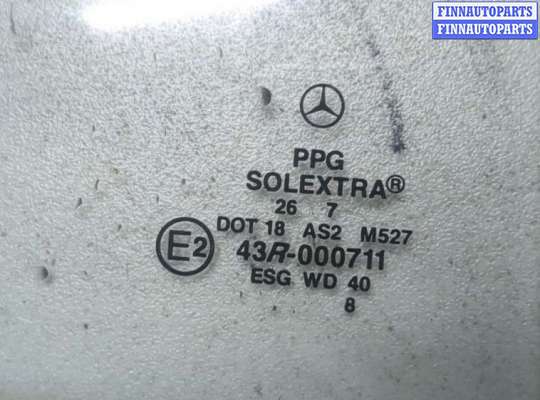 FINNAUTOPARTS
FINNAUTOPARTS
PPG
SOLEXTRA®
26 7
DOT 18 AS2 M527
E2 43R-000711
ESG WD 40
8